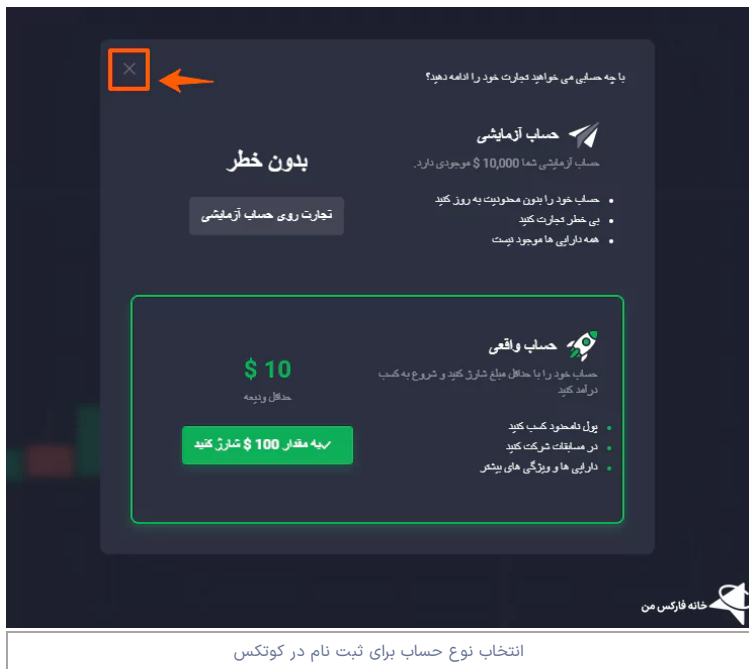 با چه حسابی می خواهید تجارت خود را ادامه دهید؟
حساب آزمایشی
حساب آزمایشی شما 10,000 $ موجودی دارد.
حساب خود را بدون محدودیت به روز کنید
بی خطر تجارت کنید
همه دارایی ها موجود نیست
بدون خطر
تجارت روی حساب آزمایشی
حساب واقعی
حساب خود را با حداقل مبلغ شارژ کنید و شروع به کسب
درآمد کنید
پول نامحدود کسب کنید
در مسابقات شرکت کنید
دارایی ها و ویژگی های بیشتر
10 $
حداقل ودیعه
به مقدار 100 $ شارژ کنید
خانه فارکس من
انتخاب نوع حساب برای ثبت نام در کوتکس